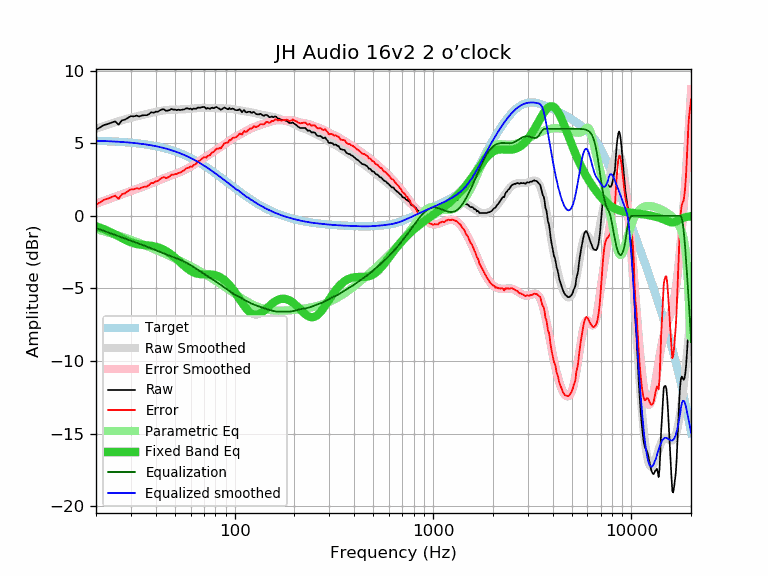 JH Audio 16v2 2 o’clock
Amplitude (dBr)
10
5
0
−5
−10
−15
−20
Target
Raw Smoothed
Error Smoothed
Raw
Error
Parametric Eq
Fixed Band Eq
Equalization
Equalized smoothed
100
1000
10000
Frequency (Hz)